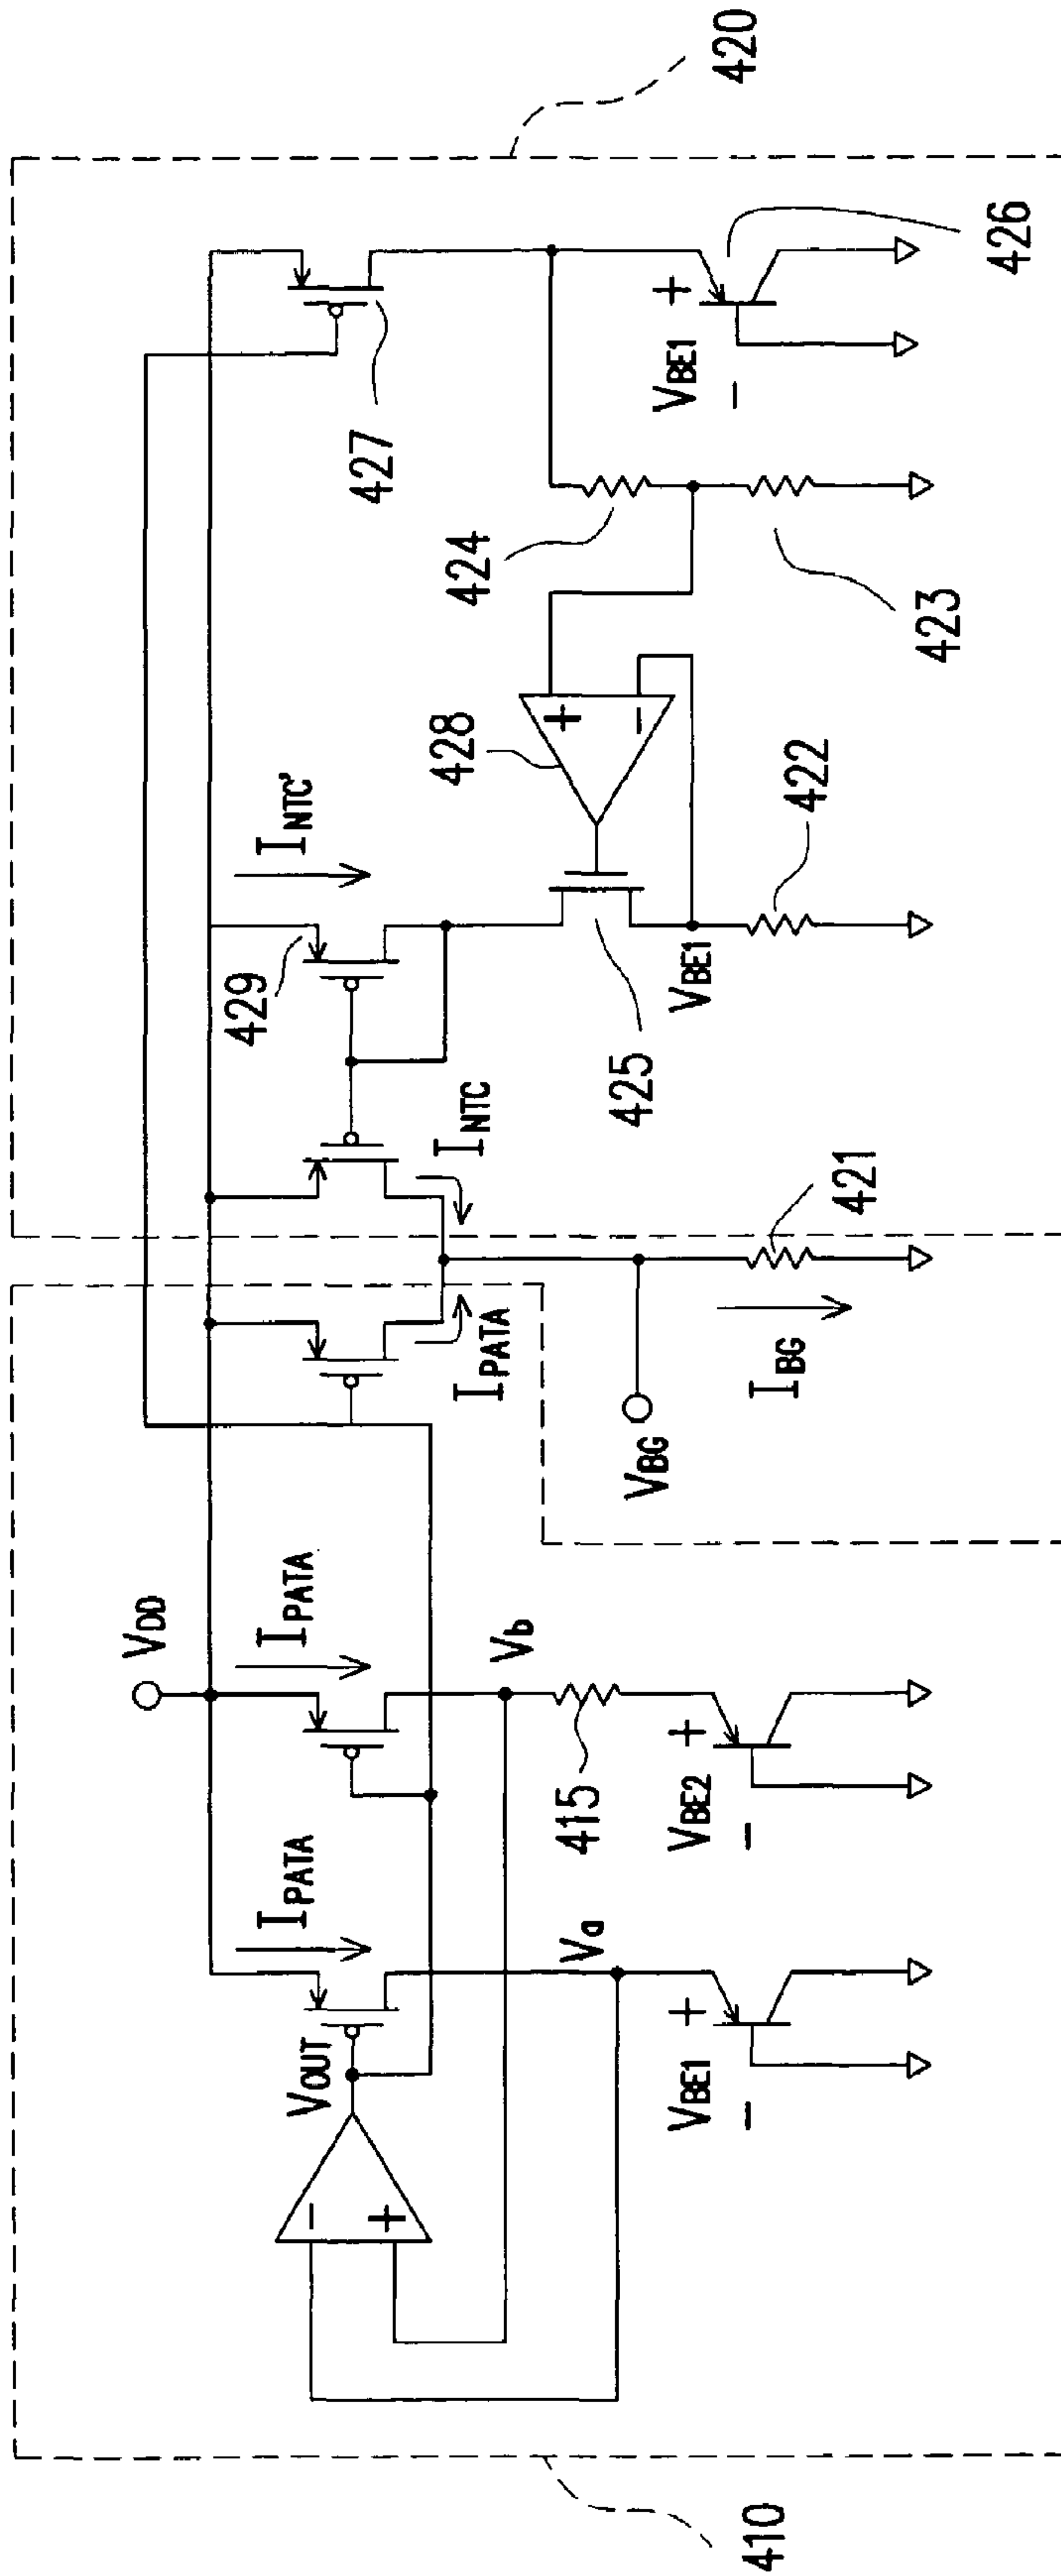 410
420
VDD
IPATA
IPATA
VOUT
−
+
Va
Vb
415
VBE1
+
−
VBE2
+
−
IPATA
INTC
VBG
IBG
421
429
INTC'
425
VBE1
422
428
+
−
424
423
427
VBE1
+
−
426